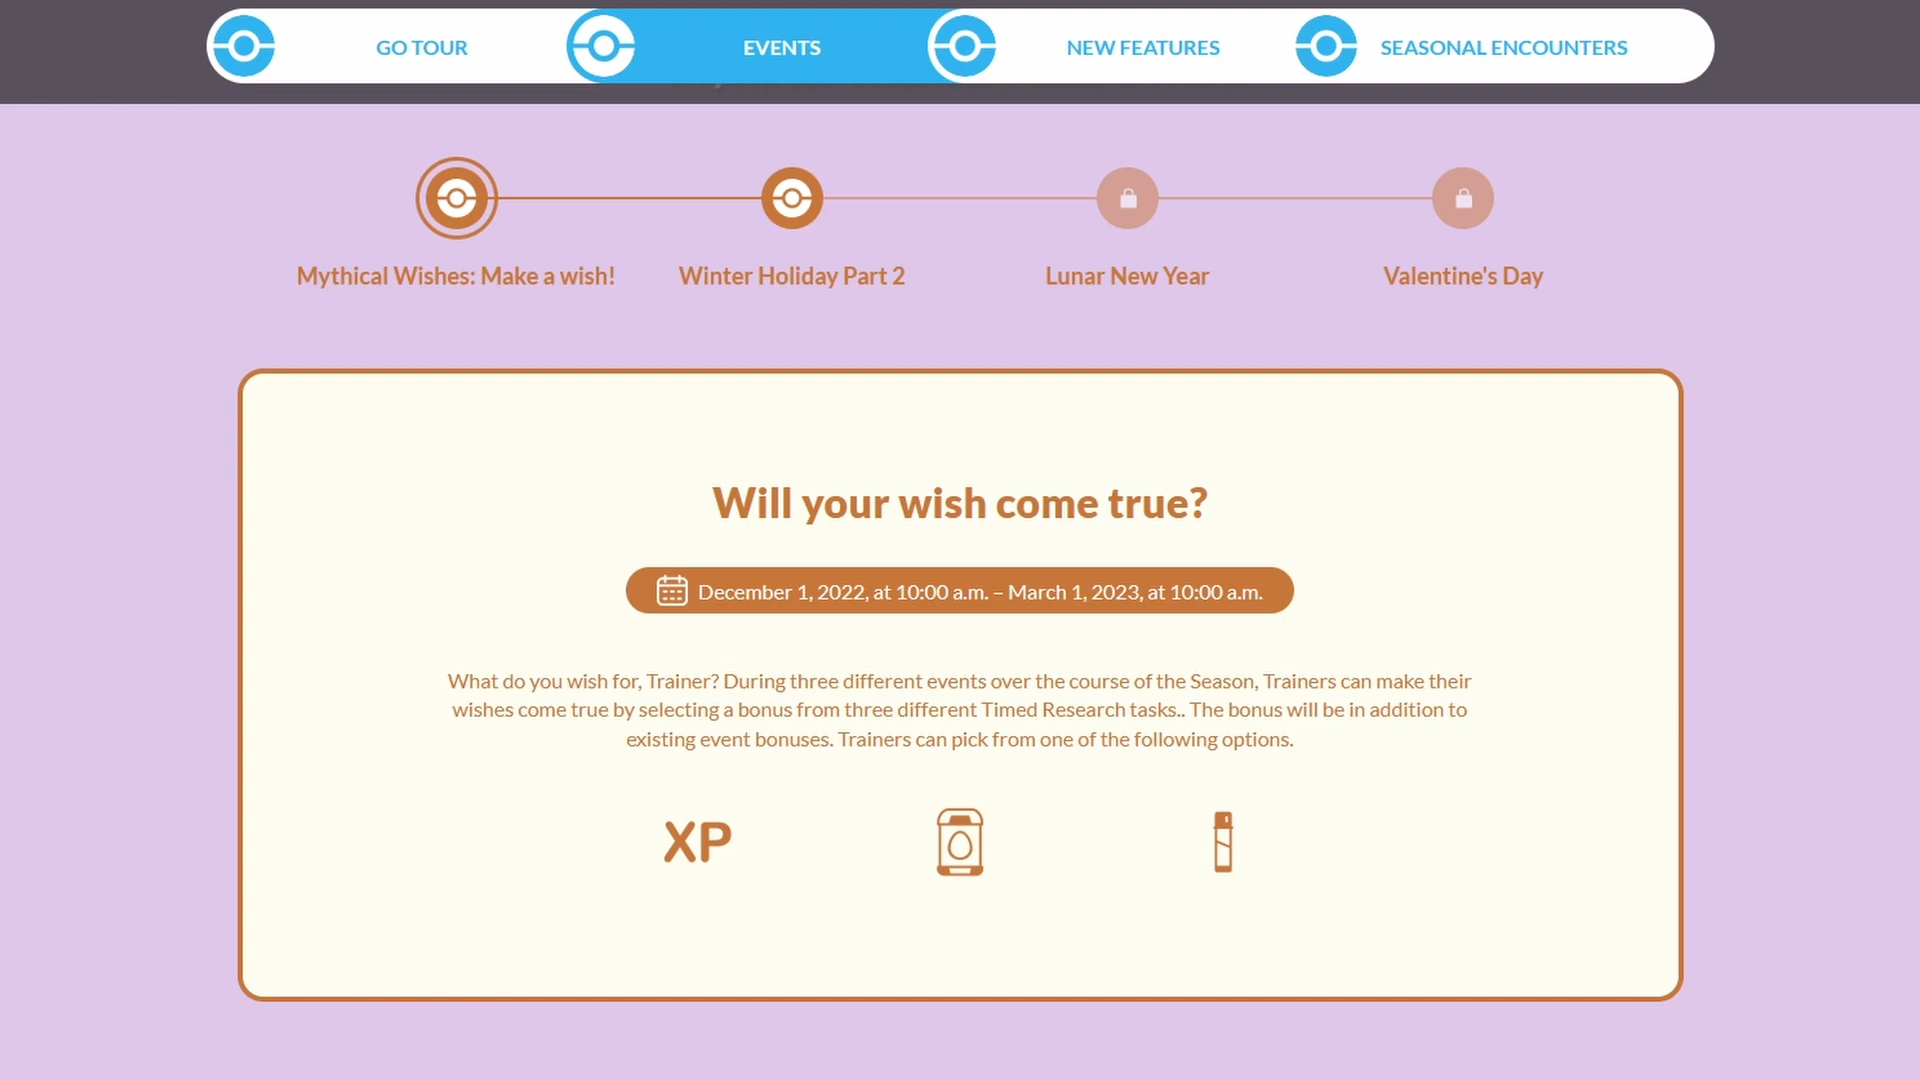 GO TOUR
EVENTS
NEW FEATURES
SEASONAL ENCOUNTERS
Mythical Wishes: Make a wish!
Winter Holiday Part 2
Lunar New Year
Valentine's Day
Will your wish come true?
December 1, 2022, at 10:00 a.m. – March 1, 2023, at 10:00 a.m.
What do you wish for, Trainer? During three different events over the course of the Season, Trainers can make their
wishes come true by selecting a bonus from three different Timed Research tasks.. The bonus will be in addition to
existing event bonuses. Trainers can pick from one of the following options.
XP